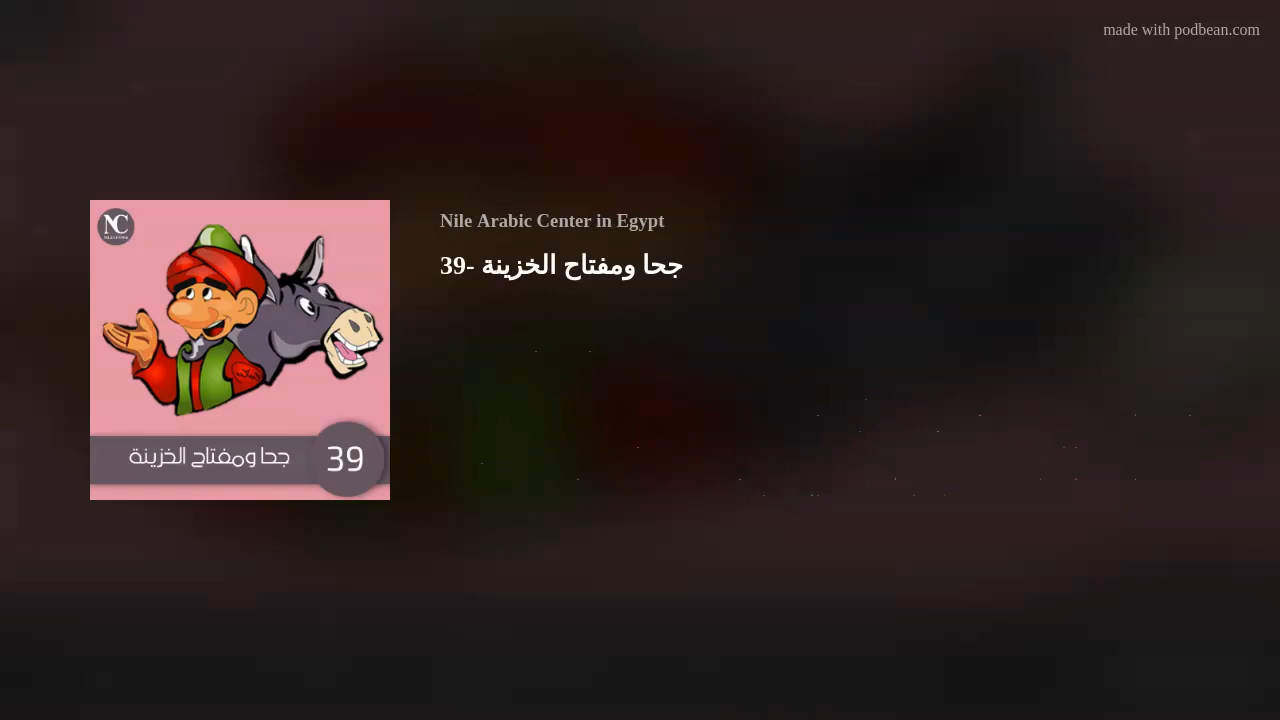 made with podbean.com
Nile Arabic Center in Egypt
39- جحا ومفتاح الخزينة
NC
جحا ومفتاح الخزينة
39